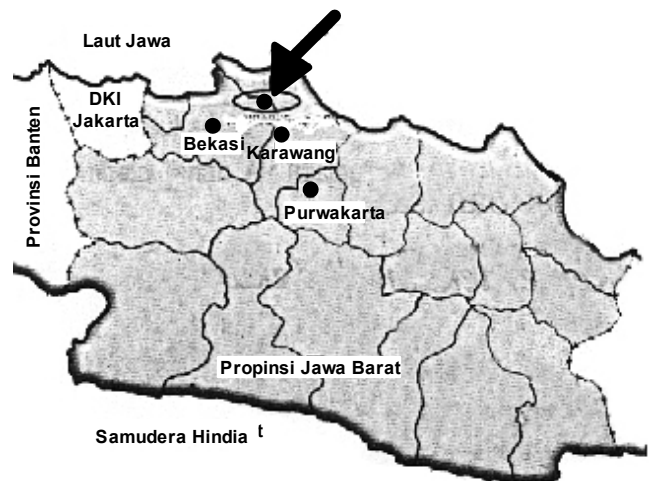 Laut Jawa
DKI
Jakarta
Provinsi Banten
Bekasi
Karawang
Purwakarta
Propinsi Jawa Barat
Samudera Hindia t